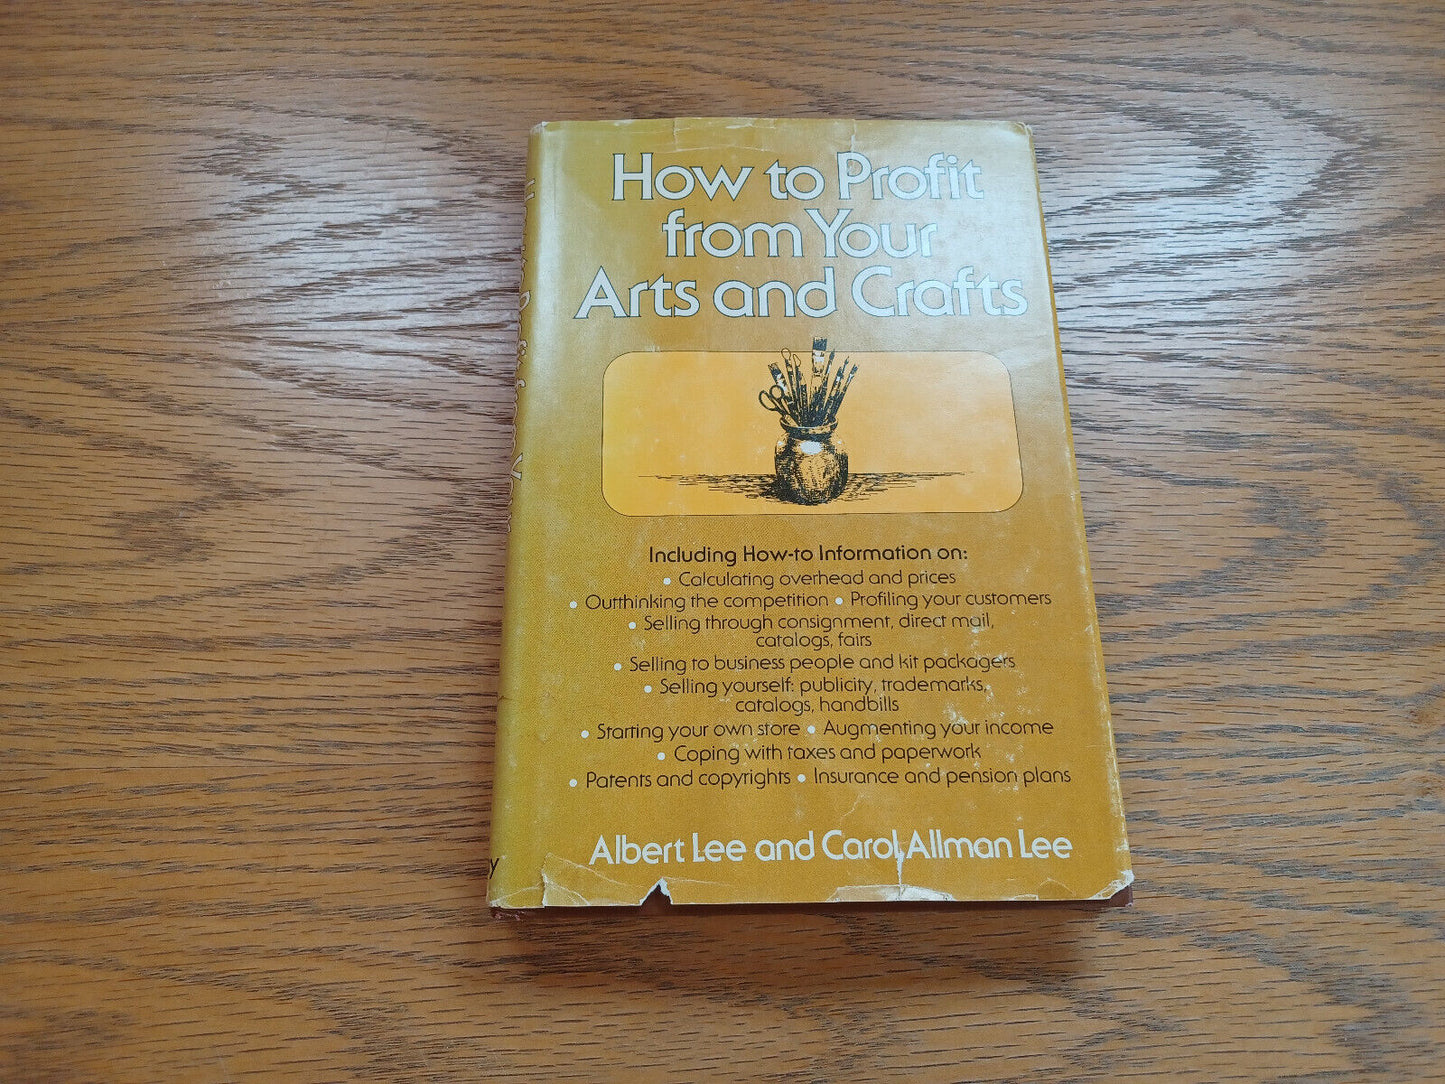 How to Profit
from Your
Arts and Crafts
Including How-to Information on:
• Calculating overhead and prices
• Outthinking the competition • Profiling your customers
• Selling through consignment, direct mail,
catalogs, fairs
• Selling to business people and kit packagers
• Selling yourself: publicity, trademarks,
catalogs, handbills
• Starting your own store • Augmenting your income
• Coping with taxes and paperwork
• Patents and copyrights • Insurance and pension plans
Albert Lee and Carol Allman Lee